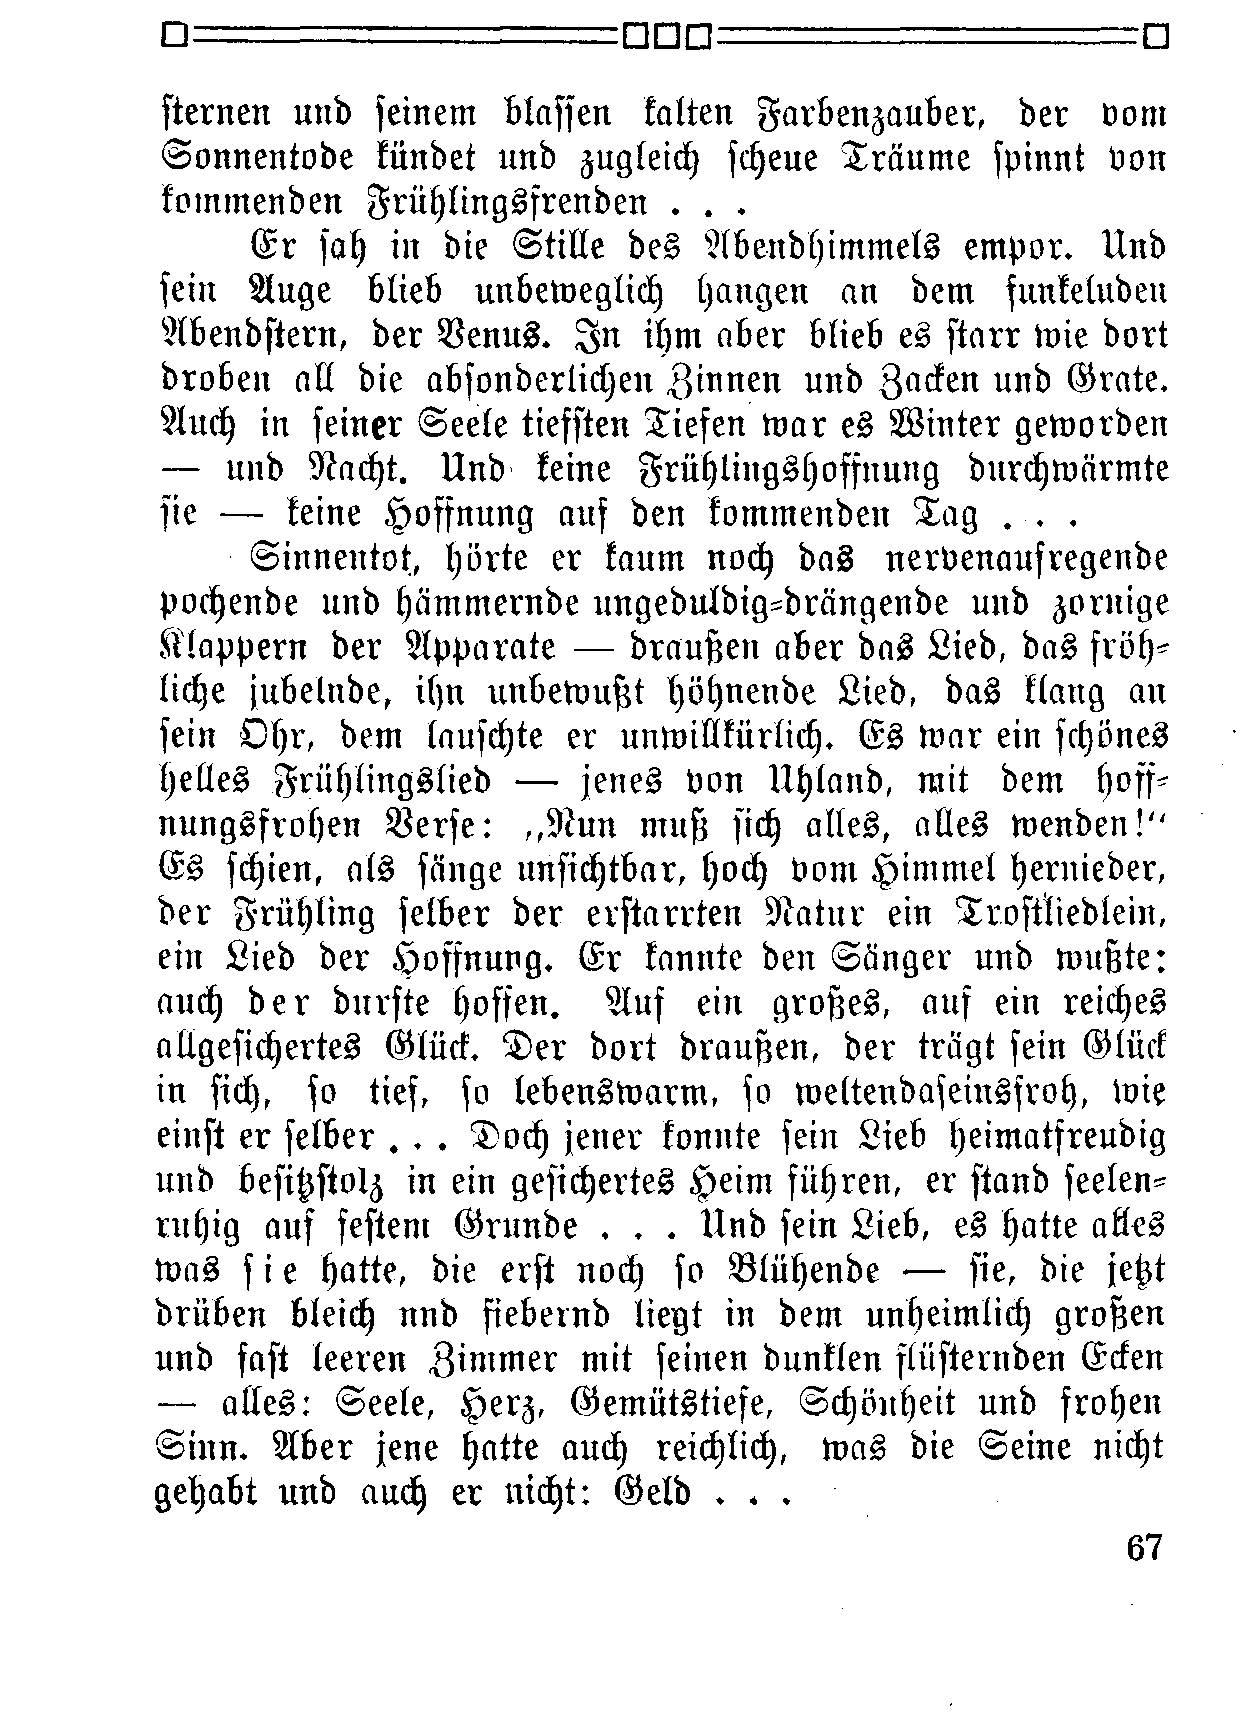 sternen und seinem blassen kalten Farbenzauber, der vom
Sonnentode kündet und zugleich scheue Träume spinnt von
kommenden Frühlingsfrenden . . .
Er sah in die Stille des Abendhimmels empor. Und
sein Auge blieb unbeweglich hangen an dem funkelnden
Abendstern, der Venus. In ihm aber blieb es starr wie dort
droben all die absonderlichen Zinnen und Zacken und Grate.
Auch in seiner Seele tiefsten Tiefen war es Winter geworden
— und Nacht. Und keine Frühlingshoffnung durchwärmte
sie — keine Hoffnung auf den kommenden Tag . . .
Sinnentot, hörte er kaum noch das nervenaufregende
pochende und hämmernde ungeduldig-drängende und zornige
Klappern der Apparate — draußen aber das Lied, das fröh-
liche jubelnde, ihn unbewußt höhnende Lied, das klang an
sein Ohr, dem lauschte er unwillkürlich. Es war ein schönes
helles Frühlingslied — jenes von Uhland, mit dem hoff-
nungsfrohen Verse: „Nun muß sich alles, alles wenden!“
Es schien, als sänge unsichtbar, hoch vom Himmel hernieder,
der Frühling selber der erstarrten Natur ein Trostliedlein,
ein Lied der Hoffnung. Er kannte den Sänger und wußte:
auch der durfte hoffen. Auf ein großes, auf ein reiches
allgesichertes Glück. Der dort draußen, der trägt sein Glück
in sich, so tief, so lebenswarm, so weltendaseinsfroh, wie
einst er selber . . . Doch jener konnte sein Lieb heimatfreudig
und besitzstolz in ein gesichertes Heim führen, er stand seelen-
ruhig auf festem Grunde . . . Und sein Lieb, es hatte alles
was sie hatte, die erst noch so Blühende — sie, die jetzt
drüben bleich nnd fiebernd liegt in dem unheimlich großen
und fast leeren Zimmer mit seinen dunklen flüsternden Ecken
— alles: Seele, Herz, Gemütstiefe, Schönheit und frohen
Sinn. Aber jene hatte auch reichlich, was die Seine nicht
gehabt und auch er nicht: Geld . . .
67